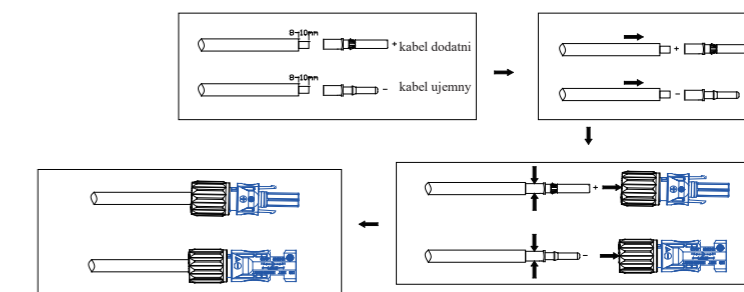 8-10mm
+ kabel dodatni
8-10mm
- kabel ujemny
+
-
+
-